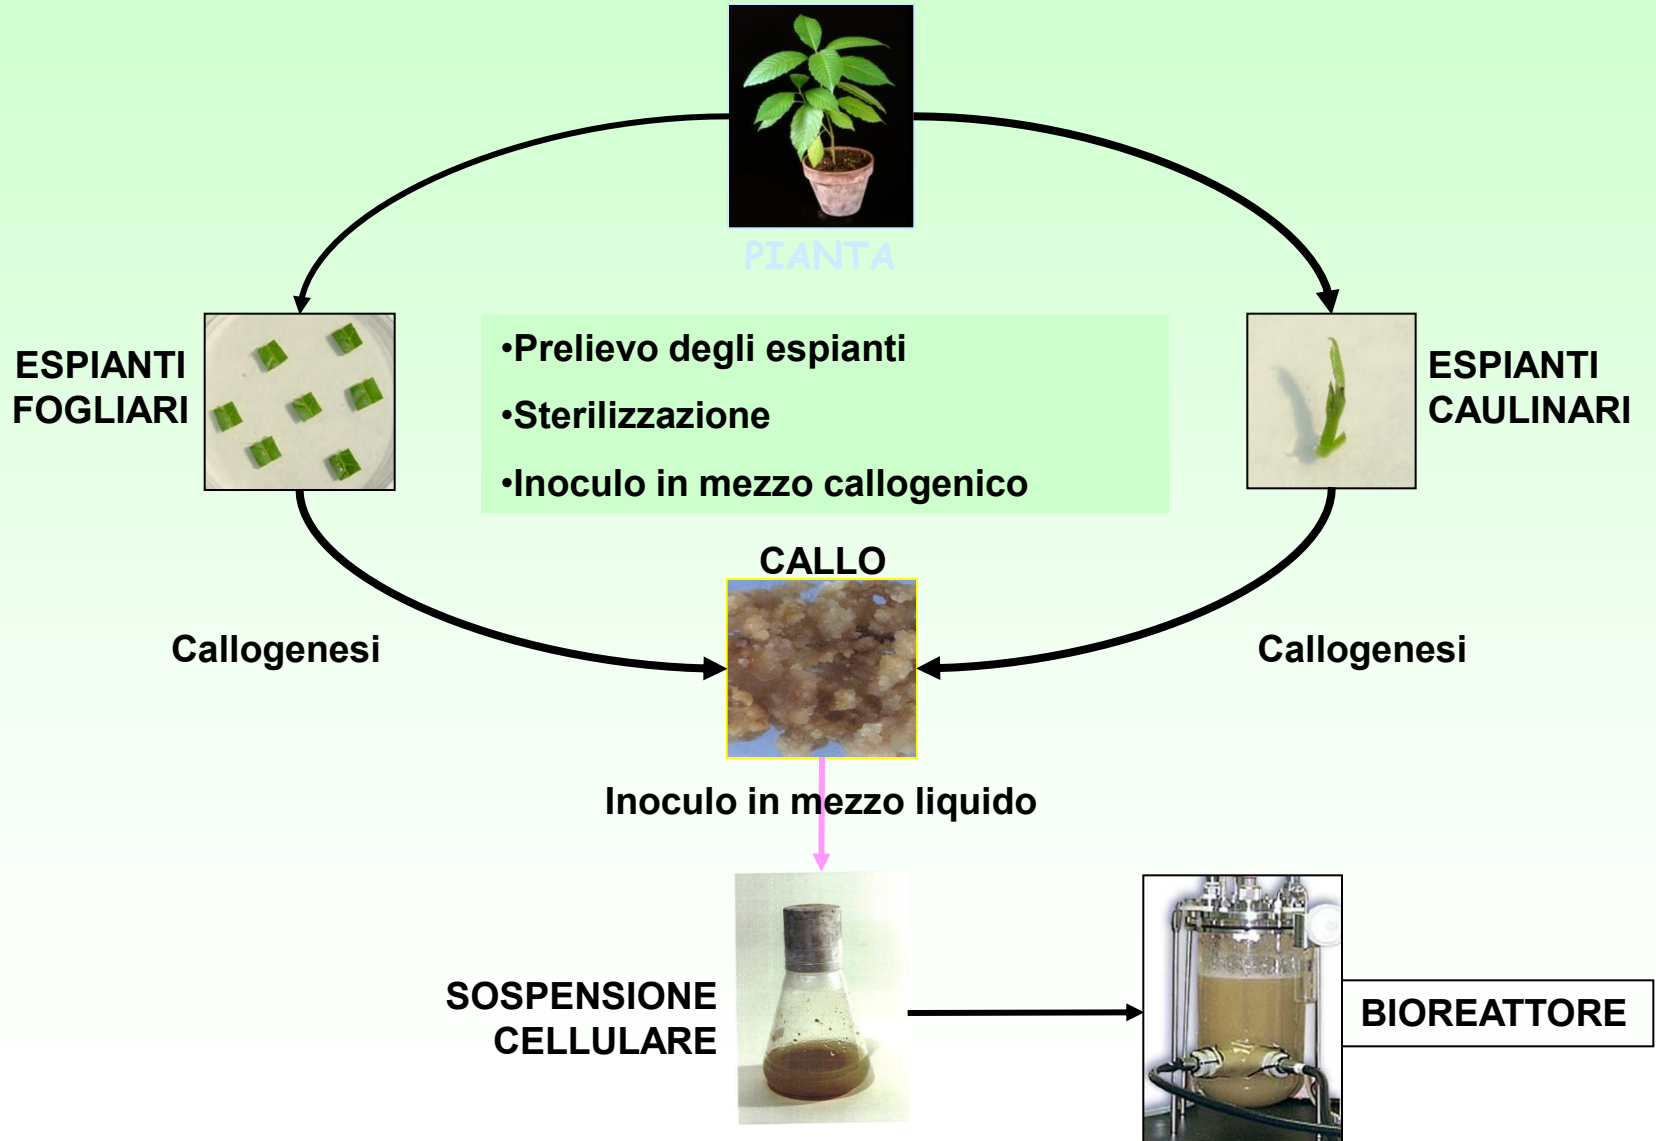 PIANTA
ESPIANTI
FOGLIARI
•Prelievo degli espianti
•Sterilizzazione
•Inoculo in mezzo callogenico
ESPIANTI
CAULINARI
CALLO
Callogenesi
Callogenesi
Inoculo in mezzo liquido
SOSPENSIONE
CELLULARE
BIOREATTORE